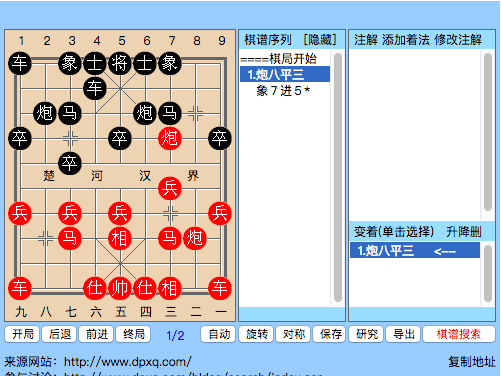 1 2 3 4 5 6 7 8 9
车 象 士 将 士 象
车
炮 马 炮 马
卒 卒 炮 卒
卒
楚 河 汉 界
兵
兵 兵 兵 兵
马 相 马 炮
车 仕 帅 仕 相 车
九 八 七 六 五 四 三 二 一
棋谱序列 [隐藏]
====棋局开始
1.炮八平三
象7进5*
注解 添加着法 修改注解
变着(单击选择) 升降删
1.炮八平三 <--
开局 后退 前进 终局 1/2 自动 旋转 对称 保存 研究 导出 棋谱搜索
来源网站: http://www.dpxq.com/ 复制地址